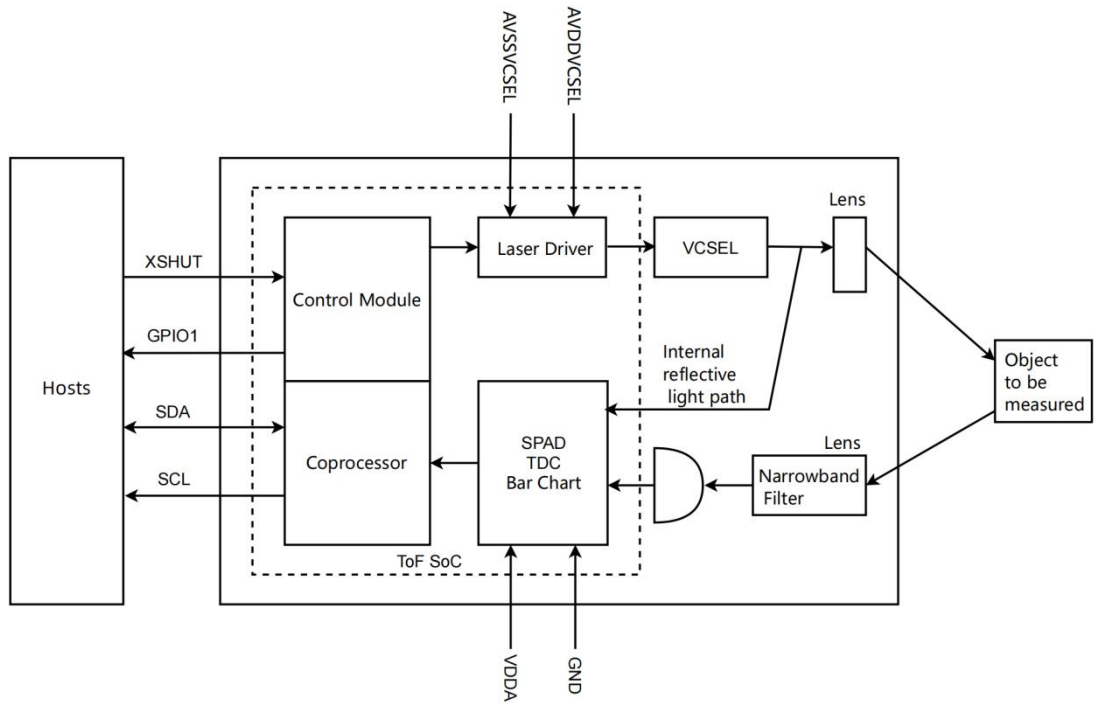 AVSSVCSEL
AVDDVCSEL
Lens
XSHUT
Laser Driver
VCSEL
Control Module
GPIO1
Internal
reflective
light path
Object
to be
measured
Hosts
SDA
SPAD
TDC
Bar Chart
Coprocessor
Lens
SCL
Narrowband
Filter
ToF SoC
VDDA
GND